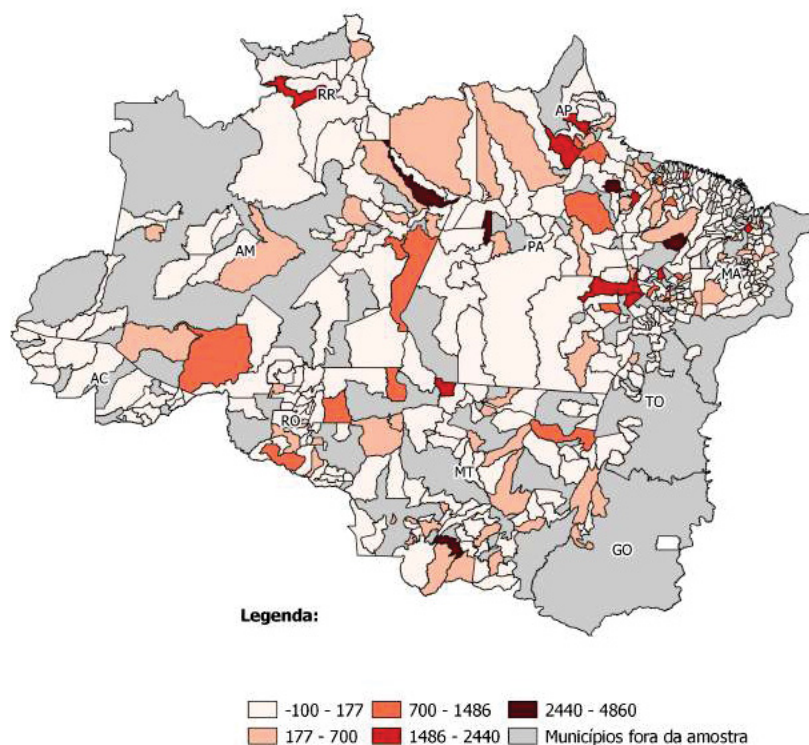 RR
AP
AM
PA
MA
AC
RO
TO
MT
GO
Legenda:
-100 - 177 700 - 1486 2440 - 4860
177 - 700 1486 - 2440 Municípios fora da amostra